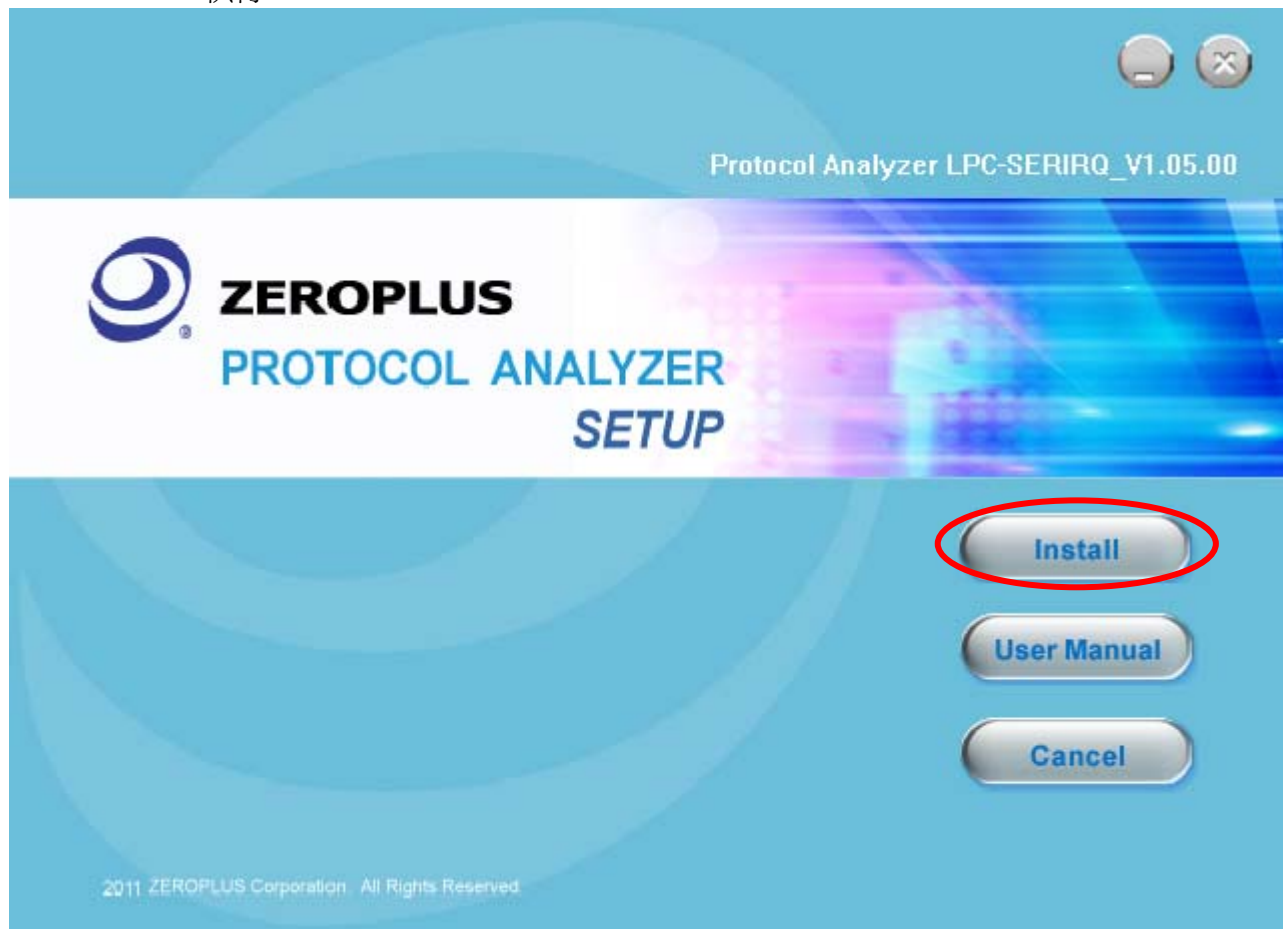 Protocol Analyzer LPC-SERIRQ_V1.05.00
ZEROPLUS
®
PROTOCOL ANALYZER
SETUP
Install
User Manual
Cancel
2011 ZEROPLUS Corporation. All Rights Reserved.